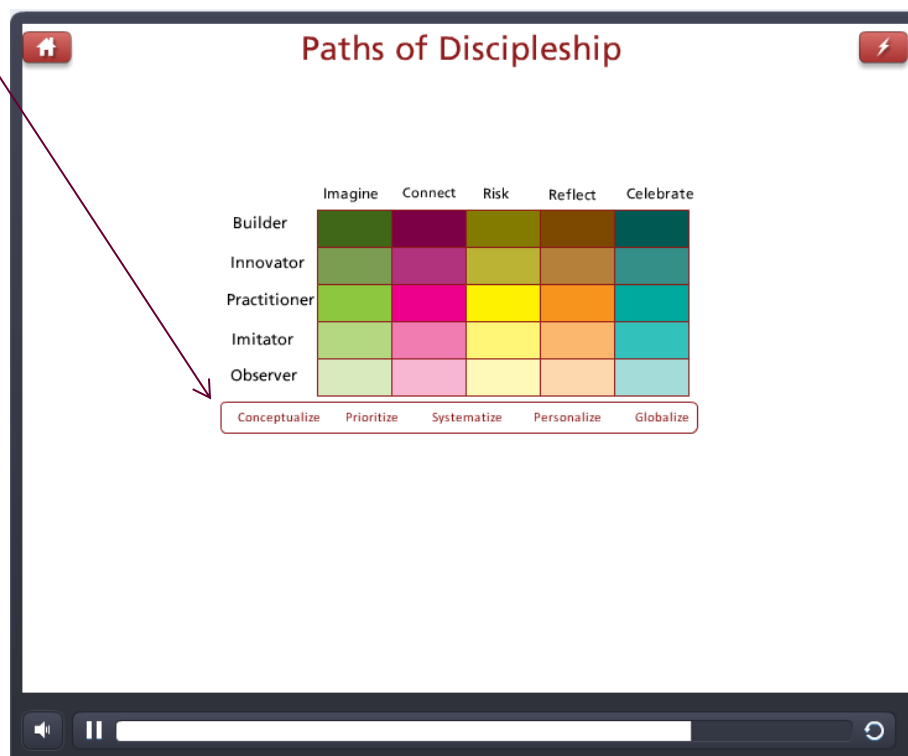 Paths of Discipleship
Imagine Connect Risk Reflect Celebrate
Builder
Innovator
Practitioner
Imitator
Observer
Conceptualize Prioritize Systematize Personalize Globalize